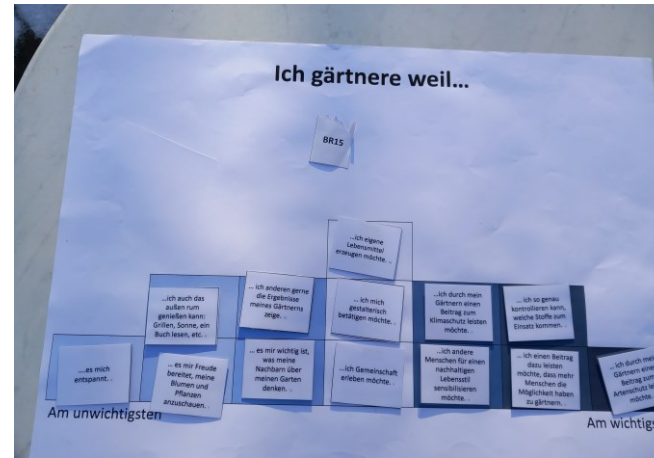 Ich gärtnere weil...
BR15
...ich eigene
Lebensmittel
erzeugen möchte. .
...ich auch das
außen rum
genießen kann:
Grillen, Sonne, ein
Buch lesen, etc. .
... ich anderen gerne
die Ergebnisse
meines Gärtnerns
zeige. .
... ich mich
gestalterisch
betätigen möchte. .
...ich durch mein
Gärtnern einen
Beitrag zum
Klimaschutz leisten
möchte. .
... ich so genau
kontrollieren kann,
welche Stoffe zum
Einsatz kommen. .
...es mich
entspannt. .
... es mir Freude
bereitet, meine
Blumen und
Pflanzen
anzuschauen. .
... es mir wichtig ist,
was meine
Nachbarn über
meinen Garten
denken. .
...ich Gemeinschaft
erleben möchte. .
...ich andere
Menschen für einen
nachhaltigen
Lebensstil
sensibilisieren
möchte. .
... ich einen Beitrag
dazu leisten
möchte, dass mehr
Menschen die
Möglichkeit haben
zu gärtnern. .
... ich durch mein
Gärtnern eine
Beitrag zum
Artenschutz le
möchte.
Am unwichtigsten
Am wichtigs